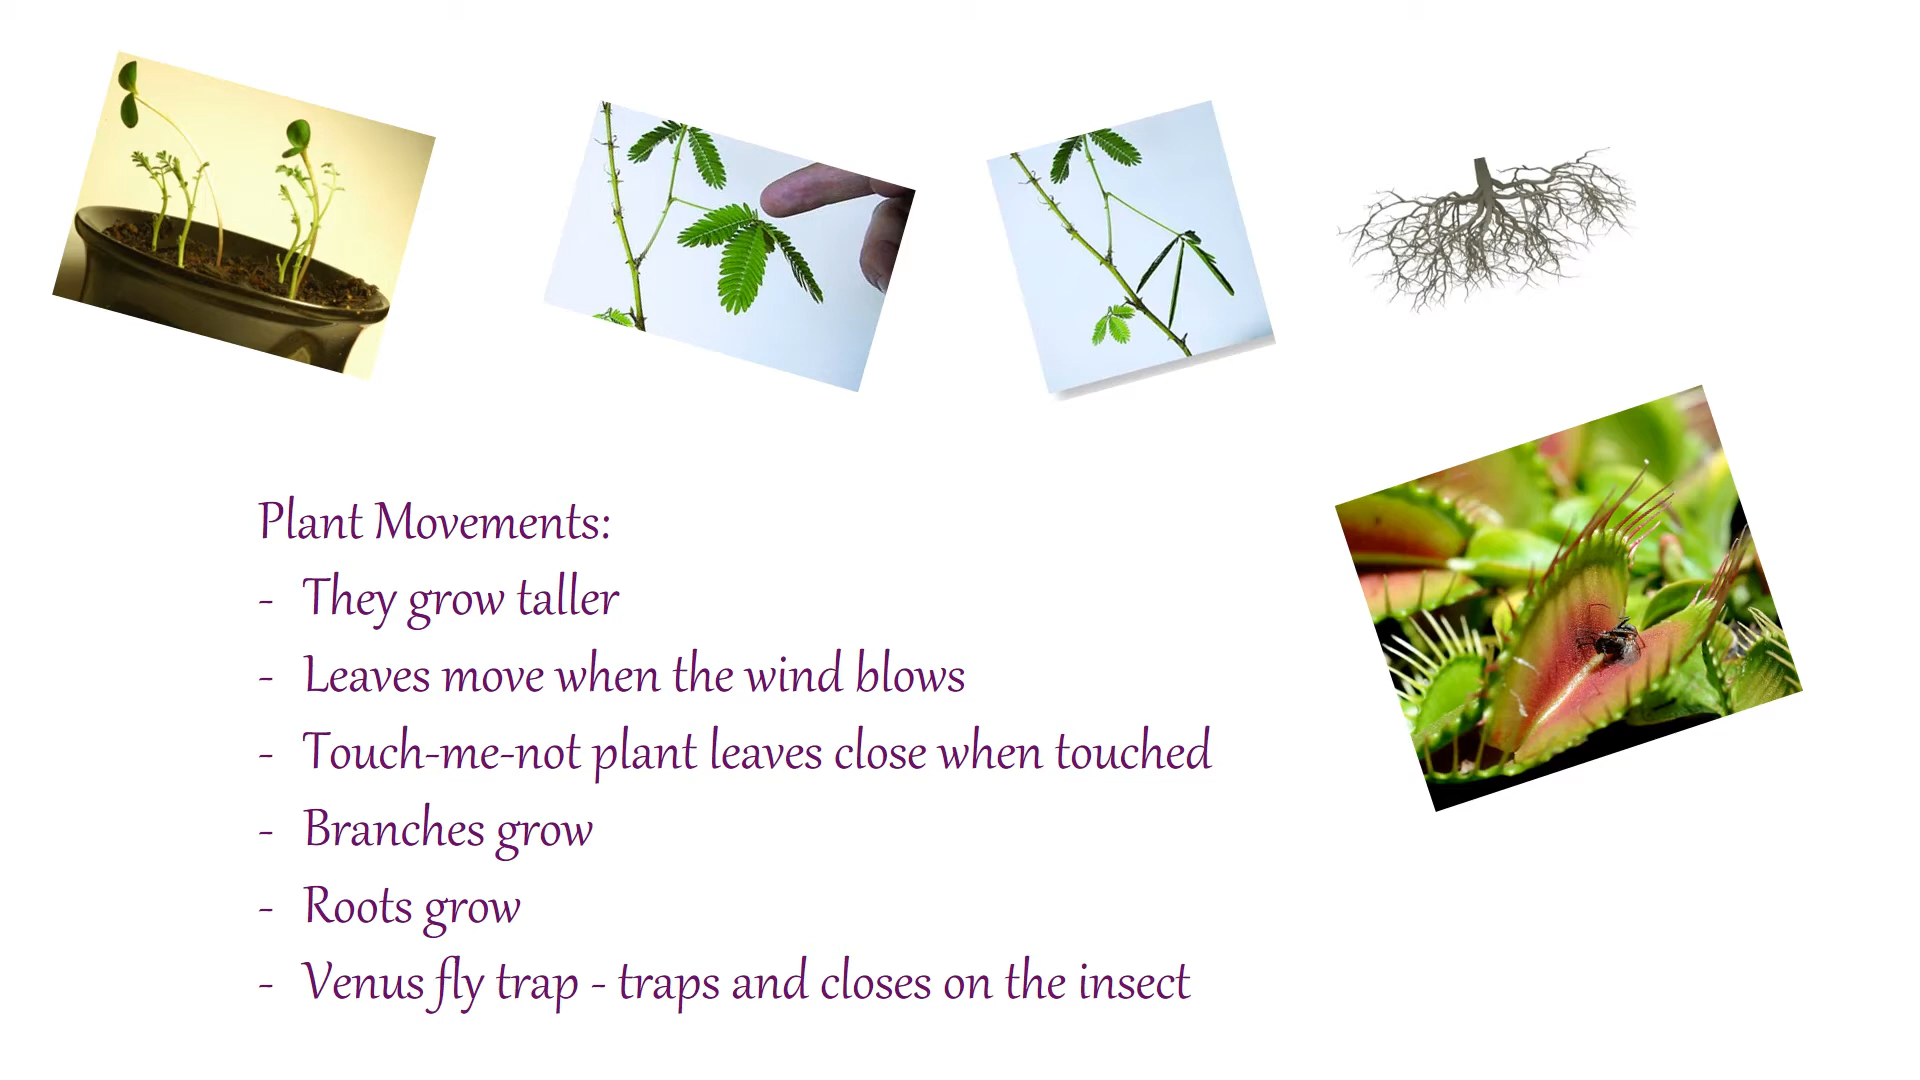 Plant Movements:
- They grow taller
- Leaves move when the wind blows
- Touch-me-not plant leaves close when touched
- Branches grow
- Roots grow
- Venus fly trap - traps and closes on the insect